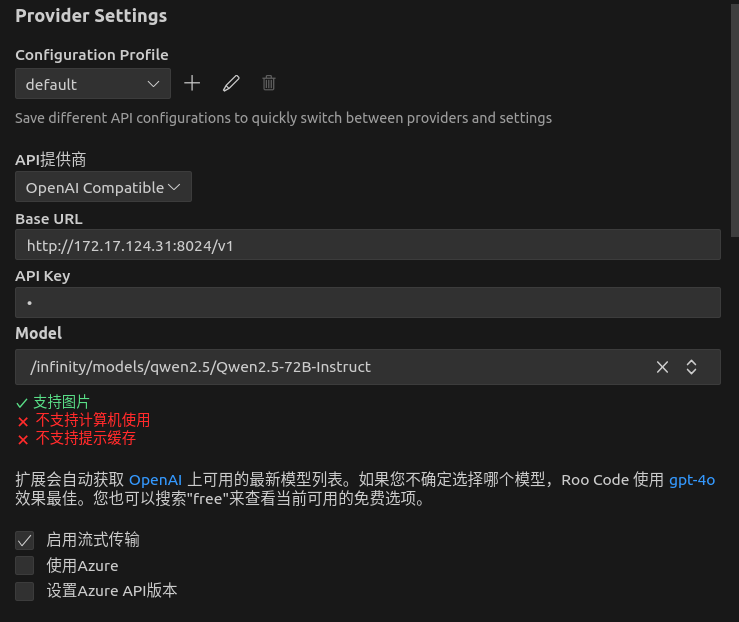 Provider Settings
Configuration Profile
default
Save different API configurations to quickly switch between providers and settings
API提供商
OpenAI Compatible
Base URL
http://172.17.124.31:8024/v1
API Key
•
Model
/infinity/models/qwen2.5/Qwen2.5-72B-Instruct
支持图片
不支持计算机使用
不支持提示缓存
扩展会自动获取 OpenAI 上可用的最新模型列表。如果您不确定选择哪个模型，Roo Code 使用 gpt-4o
效果最佳。您也可以搜索"free"来查看当前可用的免费选项。
启用流式传输
使用Azure
设置Azure API版本